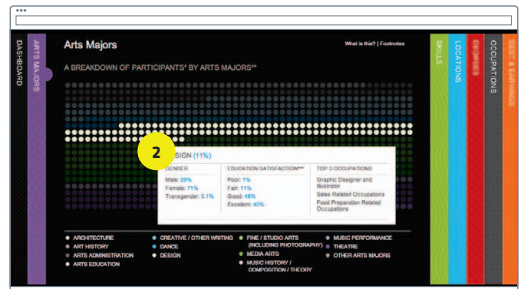 DASHBOARD
ARTS MAJORS
Arts Majors
What is this? | Footnotes
A BREAKDOWN OF PARTICIPANTS* BY ARTS MAJORS**
SKILLS
LOCATIONS
OCCUPATIONS
DEBT & EARNINGS
2
SIGN (11%)
GENDER
Male: 29%
Female: 71%
Transgender: 0.1%
EDUCATION SATISFACTION***
Poor: 1%
Fair: 11%
Good: 48%
Excellent: 40%
TOP 3 OCCUPATIONS
Graphic Designer and
Illustrator
Sales Related Occupations
Food Preparation Related
Occupations
ARCHITECTURE
ART HISTORY
ARTS ADMINISTRATION
ARTS EDUCATION
CREATIVE / OTHER WRITING
DANCE
DESIGN
FINE / STUDIO ARTS
(INCLUDING PHOTOGRAPHY)
MEDIA ARTS
MUSIC HISTORY /
COMPOSITION / THEORY
MUSIC PERFORMANCE
THEATRE
OTHER ARTS MAJORS